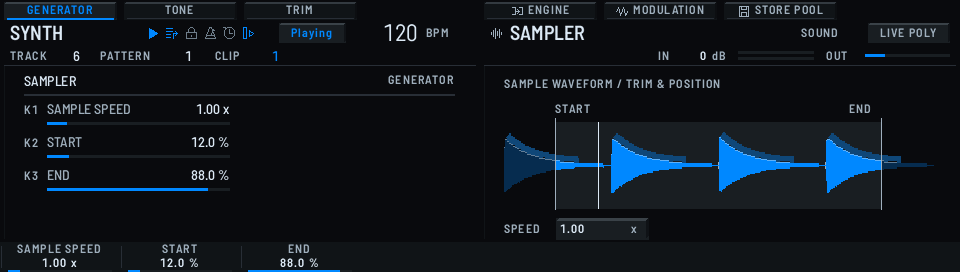 GENERATOR TONE TRIM ENGINE MODULATION STORE POOL
SYNTH Playing 120 BPM SAMPLER SOUND LIVE POLY
TRACK 6 PATTERN 1 CLIP 1 IN 0 dB OUT
SAMPLER GENERATOR
K1 SAMPLE SPEED 1.00 x
K2 START 12.0 %
K3 END 88.0 %
SAMPLE WAVEFORM / TRIM & POSITION
START END
SPEED 1.00 x
SAMPLE SPEED START END
1.00 x 12.0 % 88.0 %